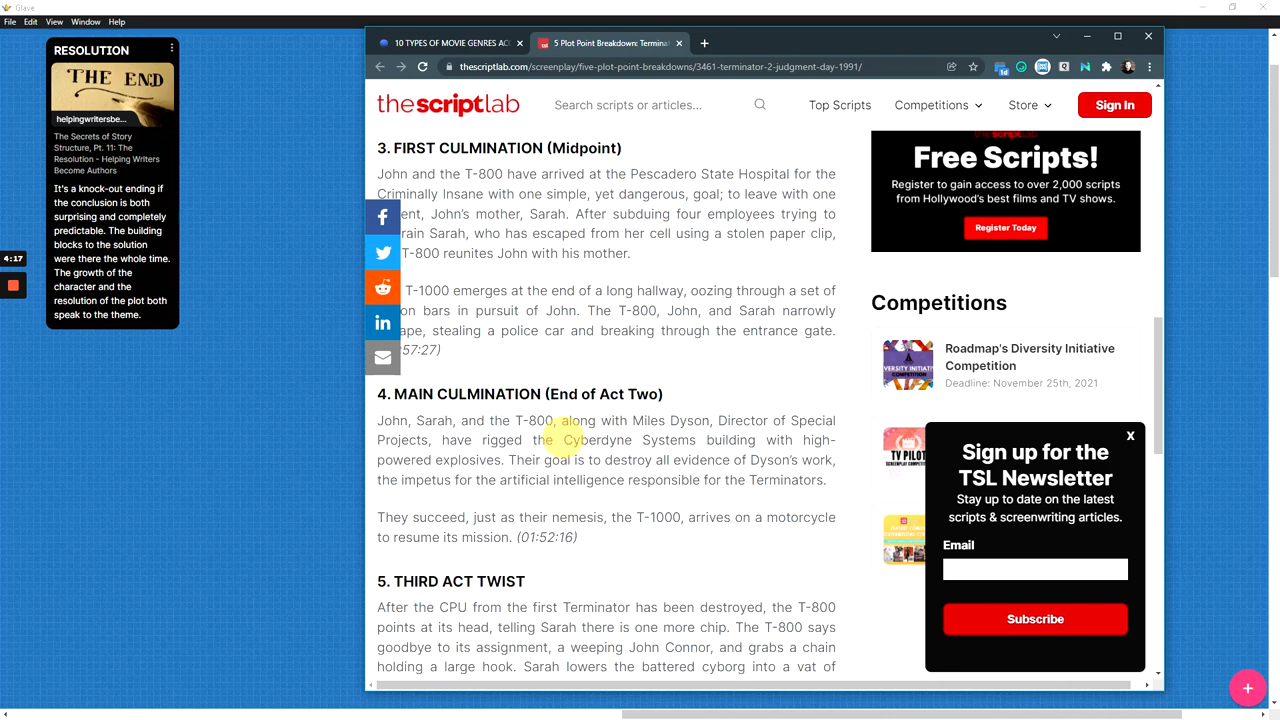 Glave
File Edit View Window Help
RESOLUTION
THE END
helpingwritersbe...
The Secrets of Story
Structure, Pt. 11: The
Resolution - Helping Writers
Become Authors
It's a knock-out ending if
the conclusion is both
surprising and completely
predictable. The building
blocks to the solution
were there the whole time.
The growth of the
character and the
resolution of the plot both
speak to the theme.
4:17
10 TYPES OF MOVIE GENRES ACC
5 Plot Point Breakdown: Termina
thescriptlab.com/screenplay/five-plot-point-breakdowns/3461-terminator-2-judgment-day-1991/
thescriptlab
Search scripts or articles...
Top Scripts
Competitions
Store
Sign In
3. FIRST CULMINATION (Midpoint)
John and the T-800 have arrived at the Pescadero State Hospital for the
Criminally Insane with one simple, yet dangerous, goal; to leave with one
ent, John's mother, Sarah. After subduing four employees trying to
rain Sarah, who has escaped from her cell using a stolen paper clip,
T-800 reunites John with his mother.
T-1000 emerges at the end of a long hallway, oozing through a set of
on bars in pursuit of John. The T-800, John, and Sarah narrowly
ape, stealing a police car and breaking through the entrance gate.
57:27)
4. MAIN CULMINATION (End of Act Two)
John, Sarah, and the T-800, along with Miles Dyson, Director of Special
Projects, have rigged the Cyberdyne Systems building with high-
powered explosives. Their goal is to destroy all evidence of Dyson's work,
the impetus for the artificial intelligence responsible for the Terminators.
They succeed, just as their nemesis, the T-1000, arrives on a motorcycle
to resume its mission. (01:52:16)
5. THIRD ACT TWIST
After the CPU from the first Terminator has been destroyed, the T-800
points at its head, telling Sarah there is one more chip. The T-800 says
goodbye to its assignment, a weeping John Connor, and grabs a chain
holding a large hook. Sarah lowers the battered cyborg into a vat of
thescriptlab
Free Scripts!
Register to gain access to over 2,000 scripts
from Hollywood's best films and TV shows.
Register Today
Competitions
Roadmap's Diversity Initiative
Competition
Deadline: November 25th, 2021
TV PILOT
Sign up for the
TSL Newsletter
Stay up to date on the latest
scripts & screenwriting articles.
Email
Subscribe
X